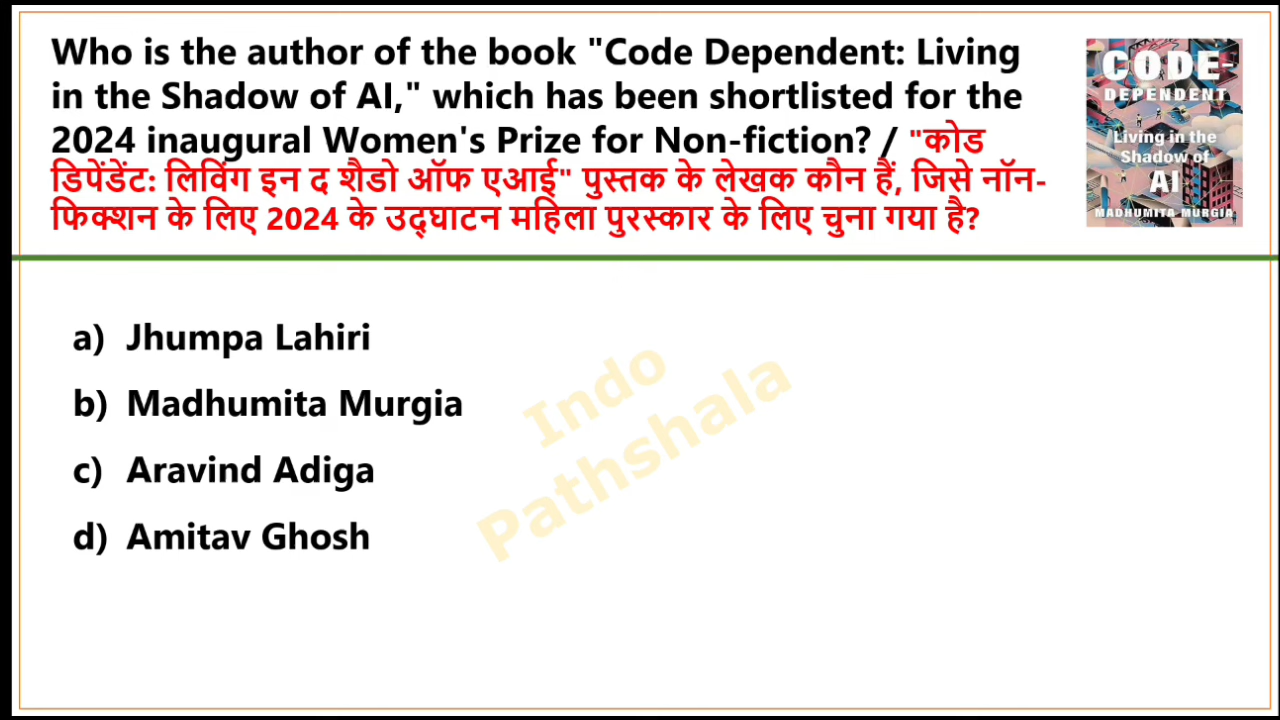 Who is the author of the book "Code Dependent: Living
in the Shadow of AI," which has been shortlisted for the
2024 inaugural Women's Prize for Non-fiction? / "कोड
डिपेंडेंट: लिविंग इन द शैडो ऑफ एआई" पुस्तक के लेखक कौन हैं, जिसे नॉन-
फिक्शन के लिए 2024 के उद्घाटन महिला पुरस्कार के लिए चुना गया है?
CODE-
DEPENDENT
Living in the
Shadow of
AI
MADHUMITA MURGIA
a) Jhumpa Lahiri
b) Madhumita Murgia
c) Aravind Adiga
d) Amitav Ghosh
Indo
Pathshala